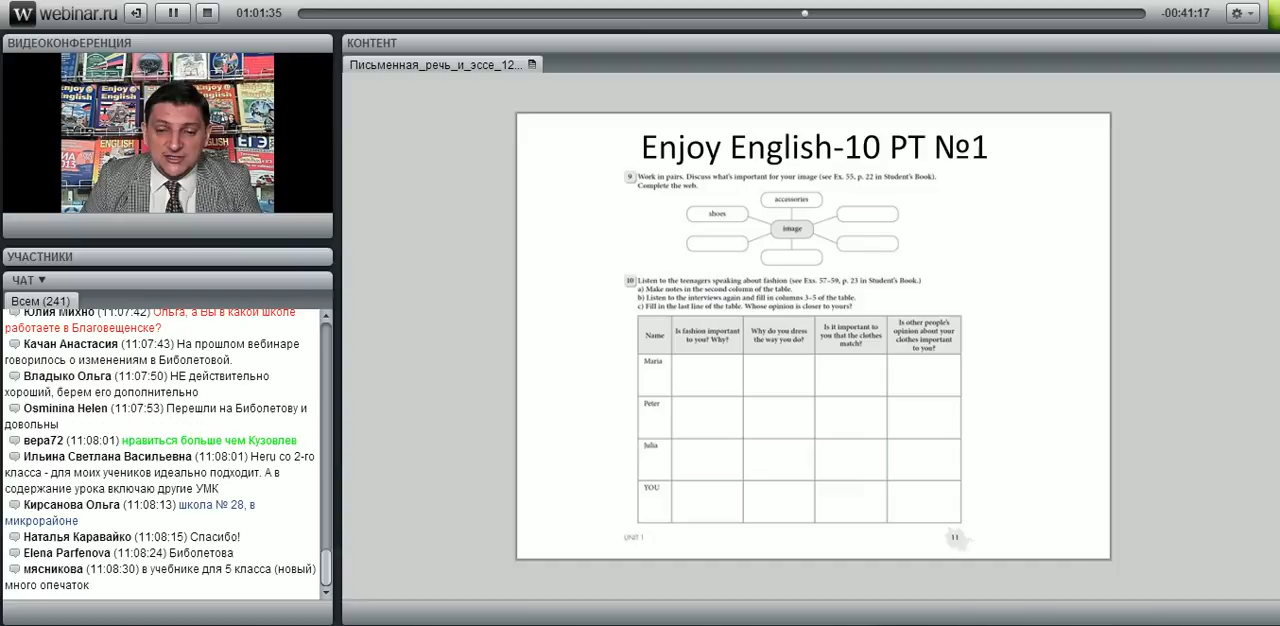 W webinar.ru 01:01:35 -00:41:17
ВИДЕОКОНФЕРЕНЦИЯ
Enjoy English
Enjoy English
ENGLISH
ЕГЭ
УЧАСТНИКИ
ЧАТ ▼
Всем (241)
Юлия Михно (11:07:42) Ольга, а Вы в какой школе
работаете в Благовещенске?
Качан Анастасия (11:07:43) На прошлом вебинаре
говорилось о изменениях в Биболетовой.
Владыко Ольга (11:07:50) НЕ действительно
хороший, берем его дополнительно
Osminina Helen (11:07:53) Перешли на Биболетову и
довольны
вера72 (11:08:01) нравиться больше чем Кузовлев
Ильина Светлана Васильевна (11:08:01) Heru со 2-го
класса - для моих учеников идеально подходит. А в
содержание урока включаю другие УМК
Кирсанова Ольга (11:08:13) школа № 28, в
микрорайоне
Наталья Каравайко (11:08:15) Спасибо!
Elena Parfenova (11:08:24) Биболетова
мясникова (11:08:30) в учебнике для 5 класса (новый)
много опечаток
КОНТЕНТ
Письменная_речь_и_эссе_12...
Enjoy English-10 РТ №1
9 Work in pairs. Discuss what's important for your image (see Ex. 55, p. 22 in Student's Book).
Complete the web.
accessories
shoes
image
10 Listen to the teenagers speaking about fashion (see Exs. 57–59, p. 23 in Student's Book.)
a) Make notes in the second column of the table.
b) Listen to the interviews again and fill in columns 3–5 of the table.
c) Fill in the last line of the table. Whose opinion is closer to yours?
Name
Is fashion important
to you? Why?
Why do you dress
the way you do?
Is it important to
you that the clothes
match?
Is other people's
opinion about your
clothes important
to you?
Maria
Peter
Julia
YOU
UNIT 1
11